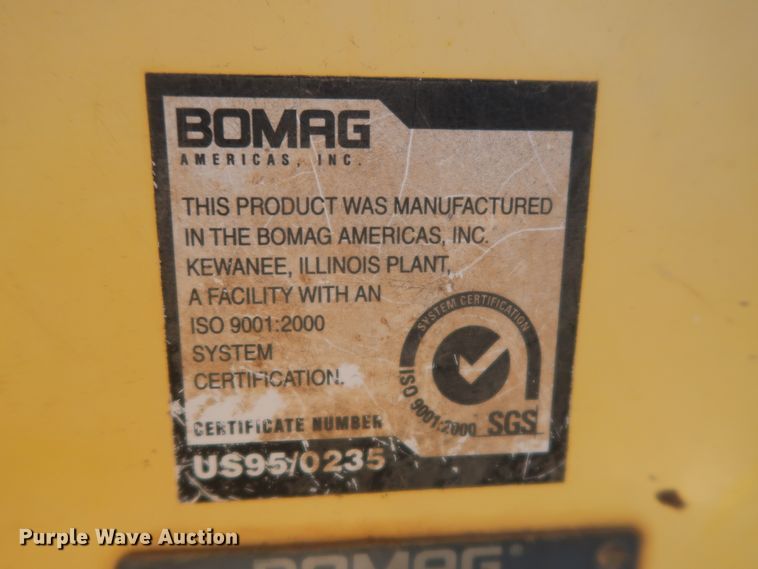 BOMAG
AMERICAS, INC.
THIS PRODUCT WAS MANUFACTURED
IN THE BOMAG AMERICAS, INC.
KEWANEE, ILLINOIS PLANT,
A FACILITY WITH AN
ISO 9001:2000
SYSTEM
CERTIFICATION.
SYSTEM CERTIFICATION
ISO 9001:2000 SGS
CERTIFICATE NUMBER
US95/0235
Purple Wave Auction
BOMAG